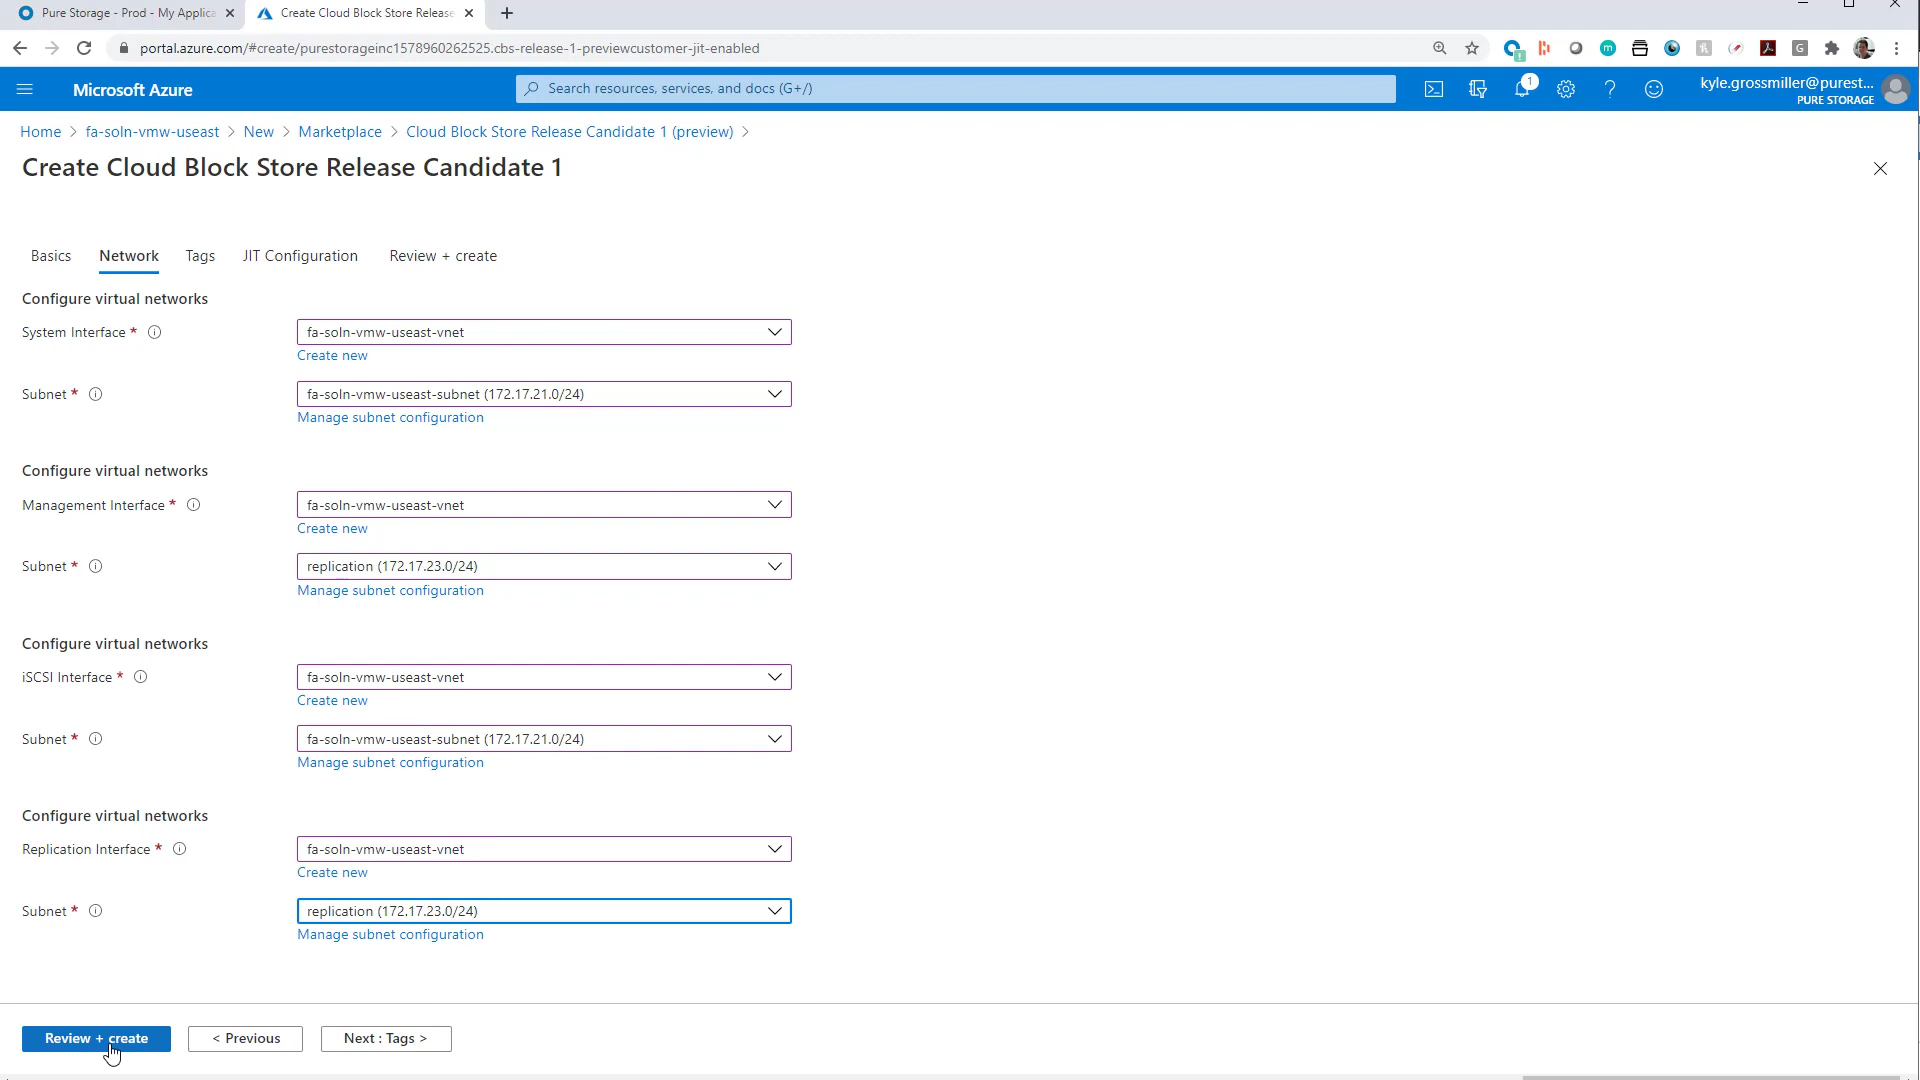 Pure Storage - Prod - My Applica
Create Cloud Block Store Release
portal.azure.com/#create/purestorageinc1578960262525.cbs-release-1-previewcustomer-jit-enabled
Microsoft Azure
Search resources, services, and docs (G+/)
1
kyle.grossmiller@purest...
PURE STORAGE
Home > fa-soln-vmw-useast > New > Marketplace > Cloud Block Store Release Candidate 1 (preview) >
Create Cloud Block Store Release Candidate 1
Basics Network Tags JIT Configuration Review + create
Configure virtual networks
System Interface * fa-soln-vmw-useast-vnet
Create new
Subnet * fa-soln-vmw-useast-subnet (172.17.21.0/24)
Manage subnet configuration
Configure virtual networks
Management Interface * fa-soln-vmw-useast-vnet
Create new
Subnet * replication (172.17.23.0/24)
Manage subnet configuration
Configure virtual networks
iSCSI Interface * fa-soln-vmw-useast-vnet
Create new
Subnet * fa-soln-vmw-useast-subnet (172.17.21.0/24)
Manage subnet configuration
Configure virtual networks
Replication Interface * fa-soln-vmw-useast-vnet
Create new
Subnet * replication (172.17.23.0/24)
Manage subnet configuration
Review + create < Previous Next : Tags >